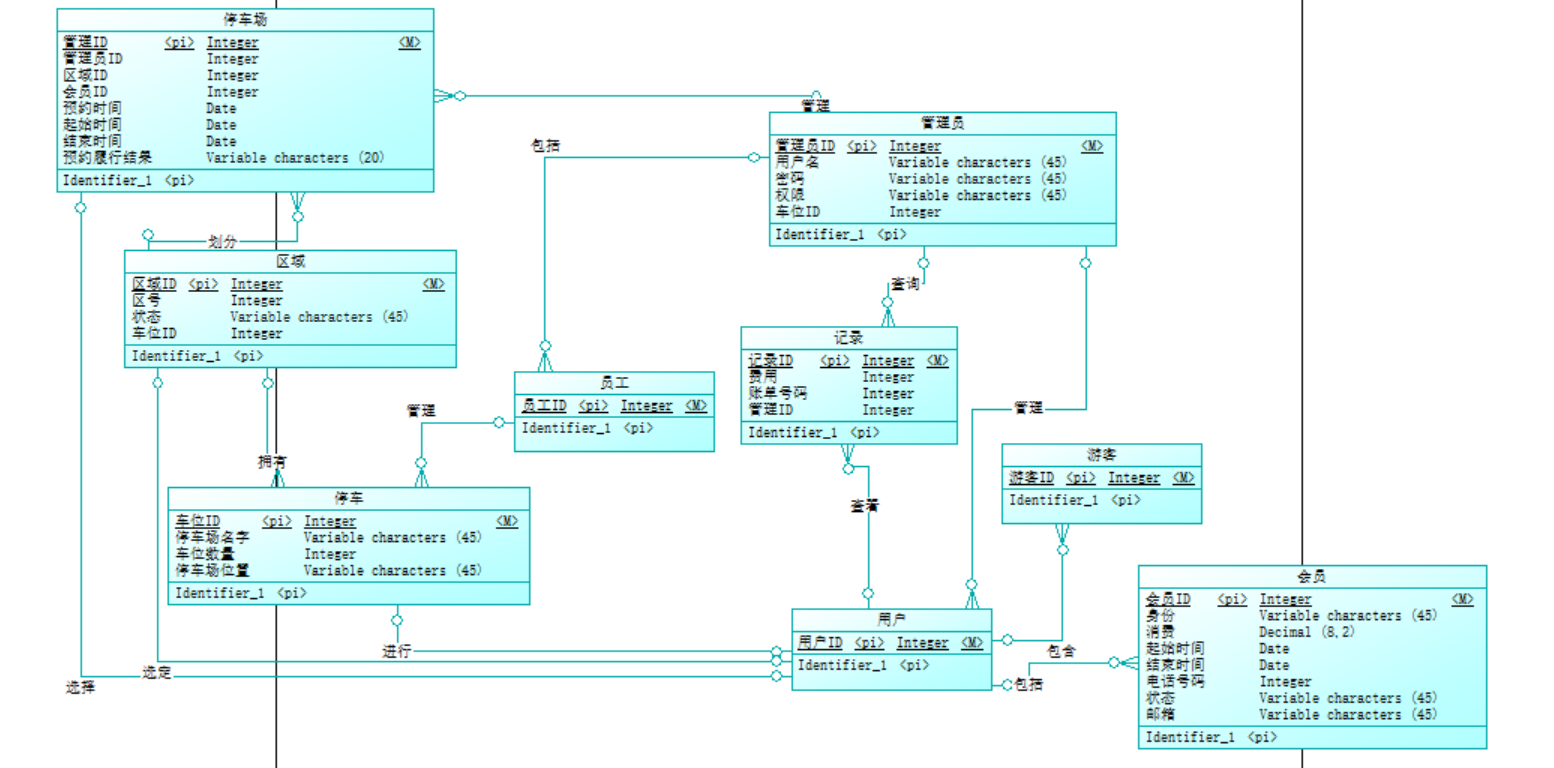 停车场
管理ID <pi> Integer <M>
管理员ID Integer
区域ID Integer
会员ID Integer
预约时间 Date
起始时间 Date
结束时间 Date
预约履行结果 Variable characters (20)
Identifier_1 <pi>
管理
管理员
管理员ID <pi> Integer <M>
用户名 Variable characters (45)
密码 Variable characters (45)
权限 Variable characters (45)
车位ID Integer
Identifier_1 <pi>
包括
划分
区域
区域ID <pi> Integer <M>
区号 Integer
状态 Variable characters (45)
车位ID Integer
Identifier_1 <pi>
查询
记录
记录ID <pi> Integer <M>
费用 Integer
账单号码 Integer
管理ID Integer
Identifier_1 <pi>
员工
员工ID <pi> Integer <M>
Identifier_1 <pi>
管理
管理
拥有
游客
游客ID <pi> Integer <M>
Identifier_1 <pi>
停车
车位ID <pi> Integer <M>
停车场名字 Variable characters (45)
车位数量 Integer
停车场位置 Variable characters (45)
Identifier_1 <pi>
查看
会员
会员ID <pi> Integer <M>
身份 Variable characters (45)
消费 Decimal (8,2)
起始时间 Date
结束时间 Date
电话号码 Integer
状态 Variable characters (45)
邮箱 Variable characters (45)
Identifier_1 <pi>
用户
用户ID <pi> Integer <M>
Identifier_1 <pi>
进行
包含
选定
选择
包括